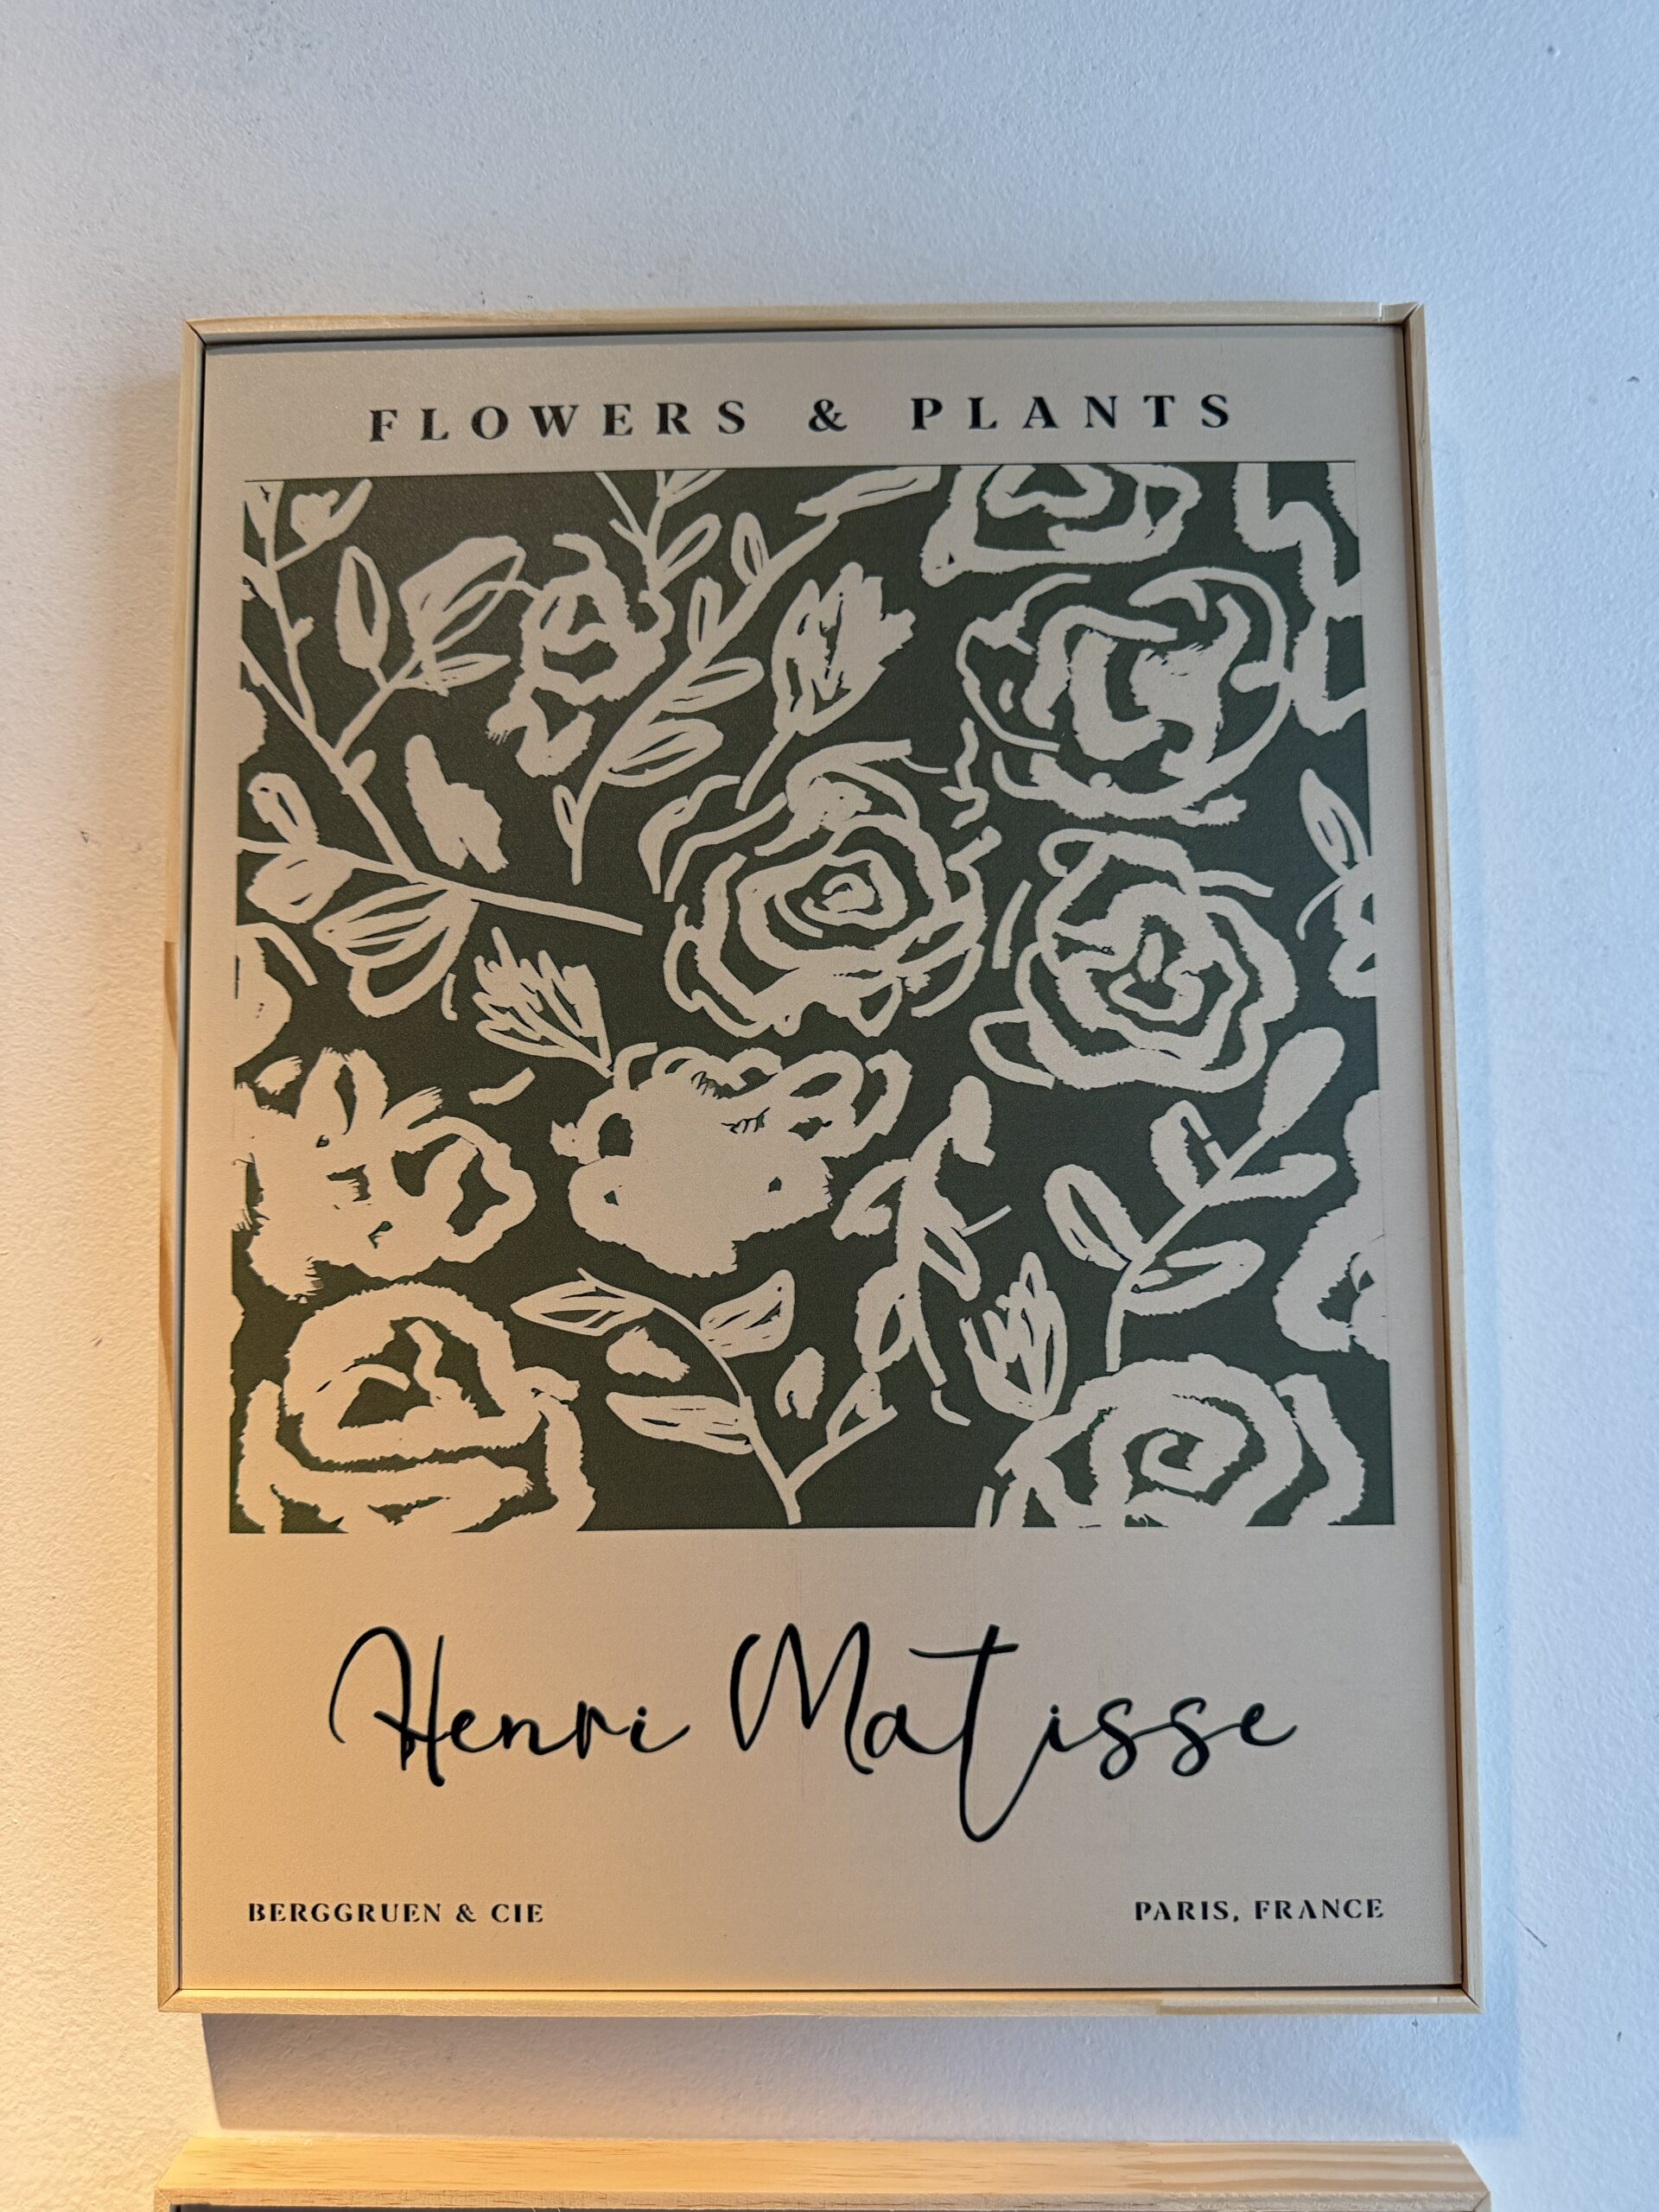 FLOWERS & PLANTS
Henri Matisse
BERGGRUEN & CIE
PARIS, FRANCE